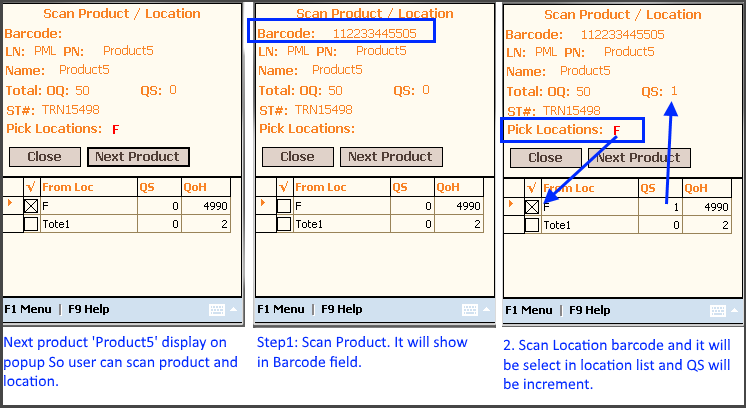 Scan Product / Location
Barcode:
LN: PML PN: Product5
Name: Product5
Total: OQ: 50 QS: 0
ST#: TRN15498
Pick Locations: F
Close Next Product
√ From Loc QS QoH
F 0 4990
Tote1 0 2
F1 Menu | F9 Help
Next product 'Product5' display on
popup So user can scan product and
location.
Scan Product / Location
Barcode: 112233445505
LN: PML PN: Product5
Name: Product5
Total: OQ: 50 QS: 0
ST#: TRN15498
Pick Locations:
Close Next Product
√ From Loc QS QoH
F 0 4990
Tote1 0 2
F1 Menu | F9 Help
Step1: Scan Product. It will show
in Barcode field.
Scan Product / Location
Barcode: 112233445505
LN: PML PN: Product5
Name: Product5
Total: OQ: 50 QS: 1
ST#: TRN15498
Pick Locations: F
Close Next Product
√ From Loc QS QoH
F 1 4990
Tote1 0 2
F1 Menu | F9 Help
2. Scan Location barcode and it will
be select in location list and QS will
be increment.